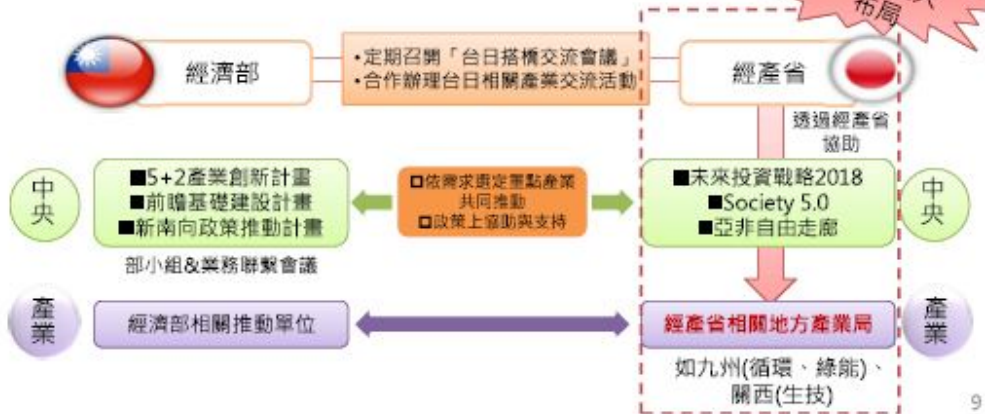 布局
經濟部
•定期召開「台日搭橋交流會議」
•合作辦理台日相關產業交流活動
經產省
透過經產省
協助
中
央
■5+2產業創新計畫
■前瞻基礎建設計畫
■新南向政策推動計畫
□依需求選定重點產業
共同推動
□政策上協助與支持
■未來投資戰略2018
■Society 5.0
■亞非自由走廊
中
央
部小組&業務聯繫會議
產
業
經濟部相關推動單位
經產省相關地方產業局
產
業
如九州(循環、綠能)、
關西(生技)
9